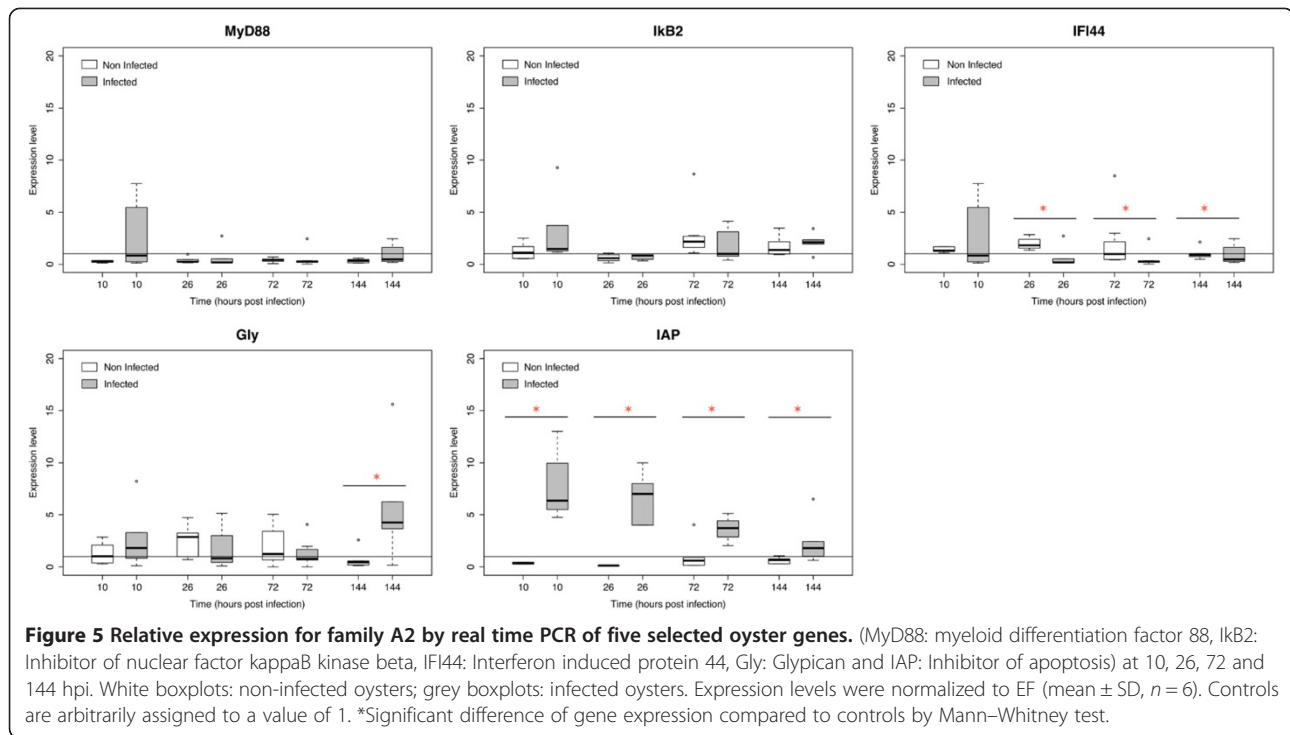 MyD88
20
15
10
5
0
Expression level
Non Infected
Infected
10 10 26 26 72 72 144 144
Time (hours post infection)
IkB2
20
15
10
5
0
Expression level
Non Infected
Infected
10 10 26 26 72 72 144 144
Time (hours post infection)
IFI44
20
15
10
5
0
Expression level
Non Infected
Infected
* * *
10 10 26 26 72 72 144 144
Time (hours post infection)
Gly
20
15
10
5
0
Expression level
Non Infected
Infected
*
10 10 26 26 72 72 144 144
Time (hours post infection)
IAP
20
15
10
5
0
Expression level
Non Infected
Infected
* * * *
10 10 26 26 72 72 144 144
Time (hours post infection)
Figure 5 Relative expression for family A2 by real time PCR of five selected oyster genes. (MyD88: myeloid differentiation factor 88, IkB2:
Inhibitor of nuclear factor kappaB kinase beta, IFI44: Interferon induced protein 44, Gly: Glypican and IAP: Inhibitor of apoptosis) at 10, 26, 72 and
144 hpi. White boxplots: non-infected oysters; grey boxplots: infected oysters. Expression levels were normalized to EF (mean ± SD, n = 6). Controls
are arbitrarily assigned to a value of 1. *Significant difference of gene expression compared to controls by Mann–Whitney test.